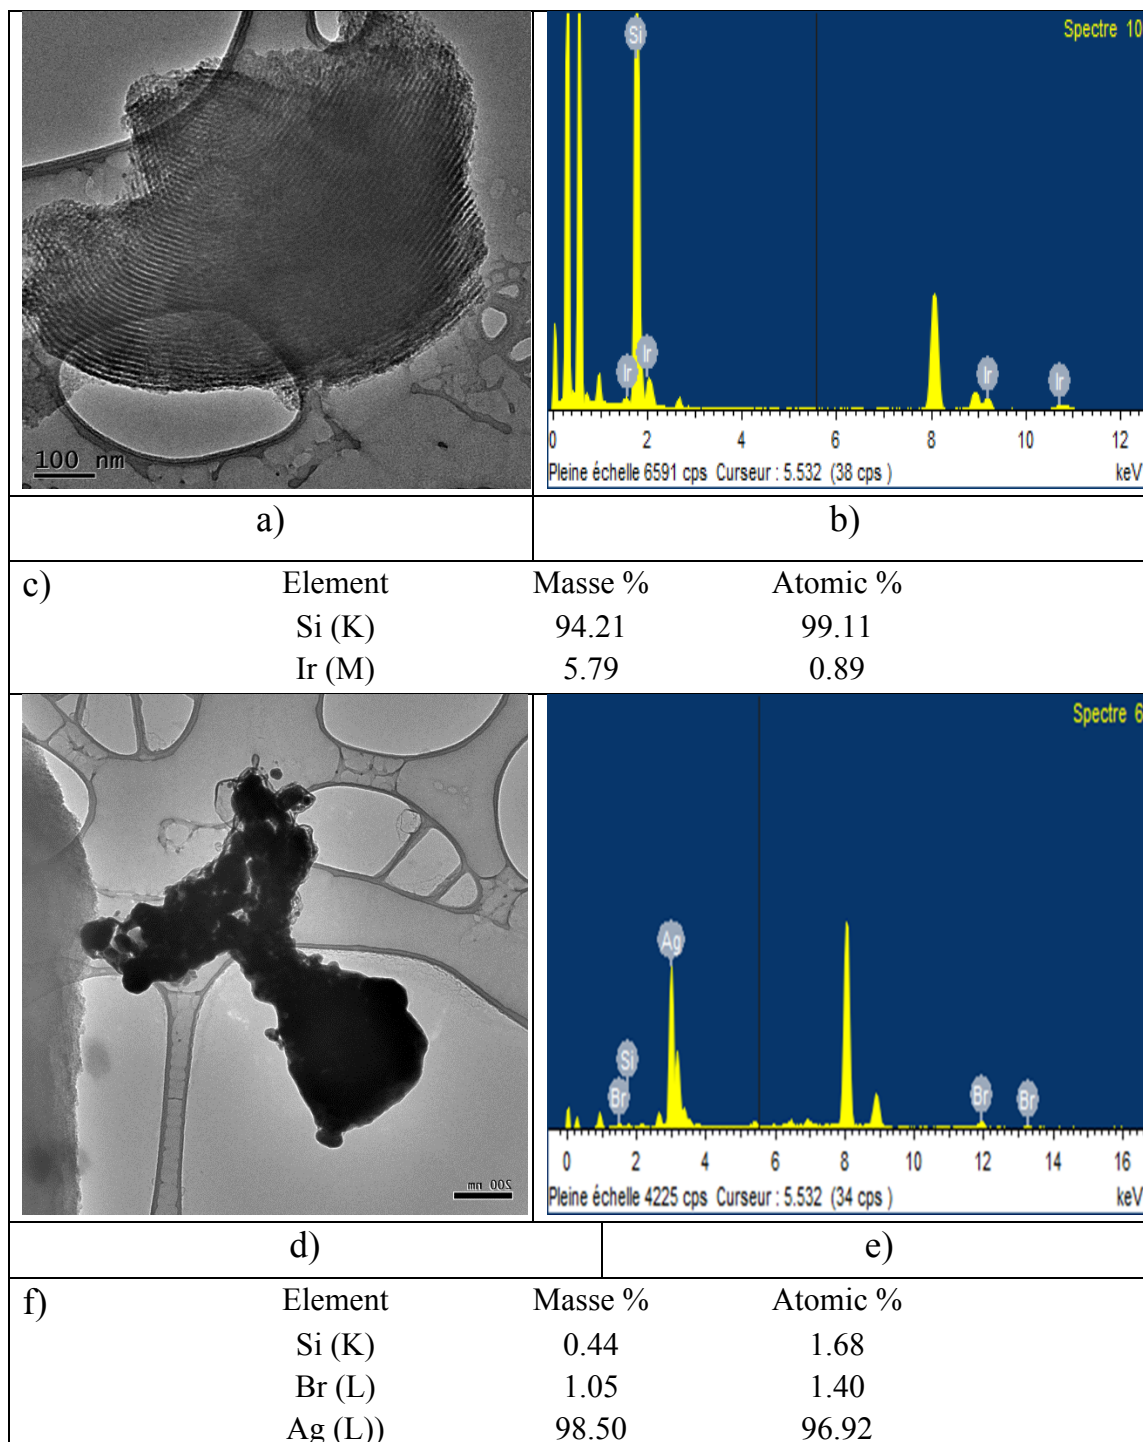 Spectre 10
Si
Ir
Ir
Ir
Ir
0 2 4 6 8 10 12
Pleine échelle 6591 cps Curseur : 5.532 (38 cps )
keV
100 nm
a)
b)
c)
Element Masse % Atomic %
Si (K) 94.21 99.11
Ir (M) 5.79 0.89
Spectre 6
Ag
Si
Br
Br
Br
0 2 4 6 8 10 12 14 16
Pleine échelle 4225 cps Curseur : 5.532 (34 cps )
keV
200 nm
d)
e)
f)
Element Masse % Atomic %
Si (K) 0.44 1.68
Br (L) 1.05 1.40
Ag (L)) 98.50 96.92